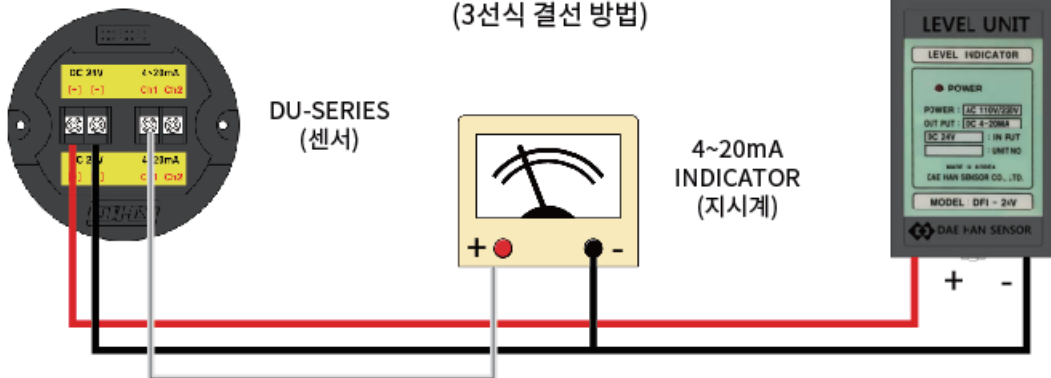 (3선식 결선 방법)
DC 24V 4~20mA
[+] [-] Ch1 Ch2
DC 24V 4~20mA
[+] [-] Ch1 Ch2
DU-SERIES
(센서)
+ -
4~20mA
INDICATOR
(지시계)
LEVEL UNIT
LEVEL INDICATOR
POWER
POWER : AC 110V/220V
OUT PUT : DC 4-20MA
DC 24V : IN PUT
: UNIT NO
MADE IN KOREA
DAE HAN SENSOR CO., LTD.
MODEL DFI - 24V
DAE HAN SENSOR
+ -